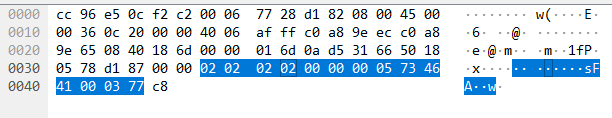 0000 cc 96 e5 0c f2 c2 00 06 77 28 d1 82 08 00 45 00 ········ w(····E·
0010 00 36 0c 20 00 00 40 06 af ff c0 a8 9e ec c0 a8 ·6· ··@· ········
0020 9e 65 08 40 18 6d 00 00 01 6d 0a d5 31 66 50 18 ·e·@·m·· ·m··1fP·
0030 05 78 d1 87 00 00 02 02 02 02 00 00 00 05 73 46 ·x······ ······sF
0040 41 00 03 77 c8 A··w·